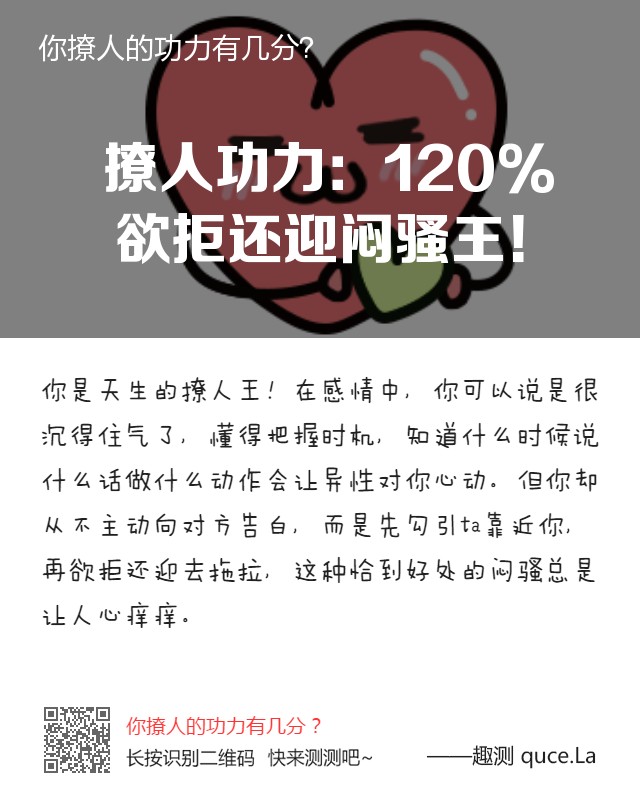 你撩人的功力有几分?
撩人功力：120%
欲拒还迎闷骚王!
你是天生的撩人王! 在感情中, 你可以说是很
沉得住气了, 懂得把握时机, 知道什么时候说
什么话做什么动作会让异性对你心动。但你却
从不主动向对方告白, 而是先勾引ta靠近你,
再欲拒还迎去拖拉, 这种恰到好处的闷骚总是
让人心痒痒。
你撩人的功力有几分？
长按识别二维码 快来测测吧~
——趣测 quce.La